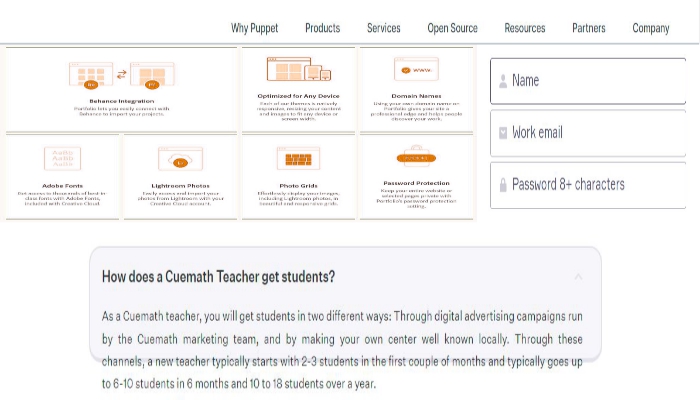 Why Puppet Products Services Open Source Resources Partners Company
Behance Integration
Portfolio lets you easily connect with
Behance to import your projects.
Optimized for Any Device
Each of our themes is natively
responsive, resizing your content
and images to fit any device or
screen width.
Domain Names
www.
Using your own domain name on
Portfolio gives your site a
professional edge and helps people
discover your work.
Name
Work email
Password 8+ characters
AaBb
AaBb
Adobe Fonts
Get access to thousands of best-in-
class fonts with Adobe Fonts,
included with Creative Cloud.
Lightroom Photos
Effortlessly display your images,
Creative Cloud account.
Photo Grids
including Lightroom photos, in
beautiful and responsive grids.
Password Protection
Keep your entire website or
selected pages private with
Portfolio's password protection
setting.
How does a Cuemath Teacher get students?
As a Cuemath teacher, you will get students in two different ways: Through digital advertising campaigns run
by the Cuemath marketing team, and by making your own center well known locally. Through these
channels, a new teacher typically starts with 2-3 students in the first couple of months and typically goes up
to 6-10 students in 6 months and 10 to 18 students over a year.